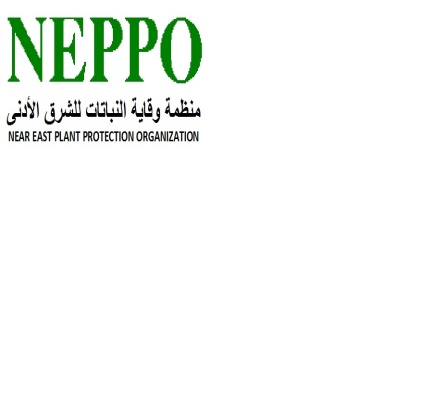 NEPPO
منظمة وقاية النباتات للشرق الأدنى
NEAR EAST PLANT PROTECTION ORGANIZATION